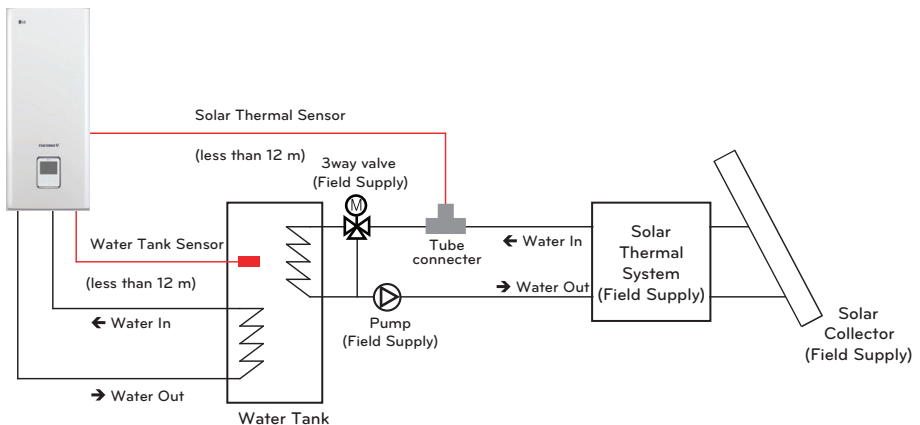 LG
THERMA V
Solar Thermal Sensor
(less than 12 m)
3way valve
(Field Supply)
M
Water Tank Sensor
(less than 12 m)
Tube
connecter
← Water In
→ Water Out
Solar
Thermal
System
(Field Supply)
Pump
(Field Supply)
Solar
Collector
(Field Supply)
← Water In
→ Water Out
Water Tank